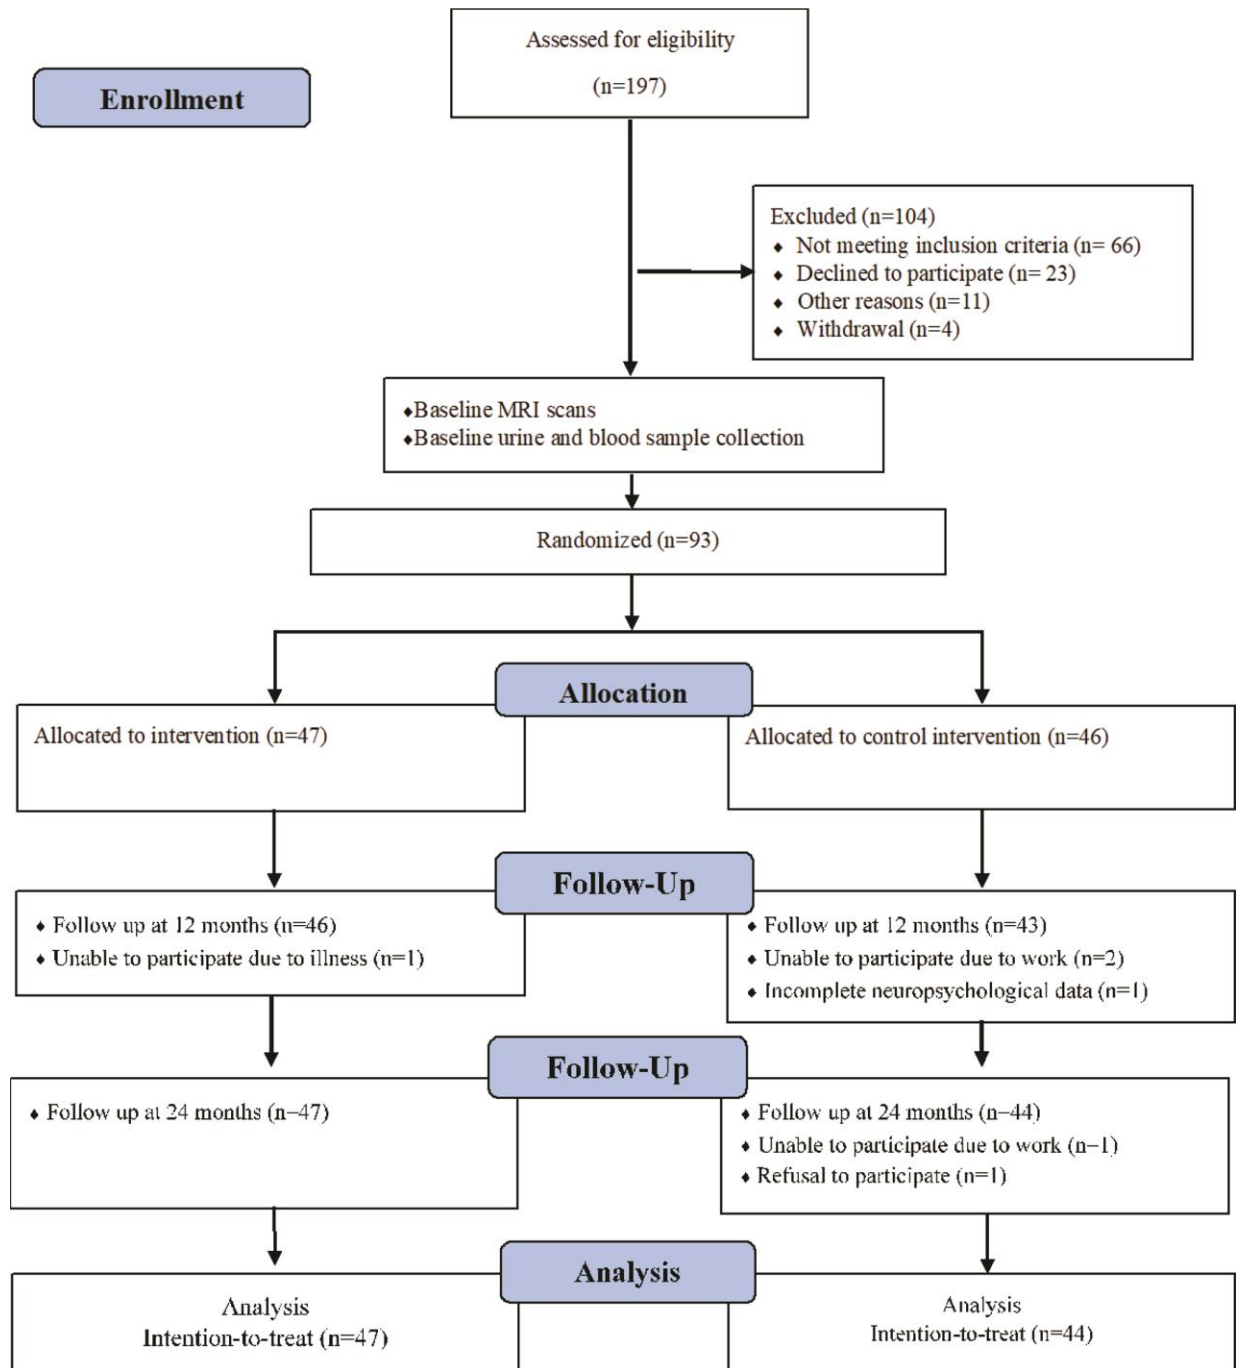 Assessed for eligibility
(n=197)
Enrollment
Excluded (n=104)
⬧ Not meeting inclusion criteria (n= 66)
⬧ Declined to participate (n= 23)
⬧ Other reasons (n=11)
⬧ Withdrawal (n=4)
⬧Baseline MRI scans
⬧Baseline urine and blood sample collection
Randomized (n=93)
Allocation
Allocated to intervention (n=47)
Allocated to control intervention (n=46)
Follow-Up
⬧ Follow up at 12 months (n=46)
⬧ Unable to participate due to illness (n=1)
⬧ Follow up at 12 months (n=43)
⬧ Unable to participate due to work (n=2)
⬧ Incomplete neuropsychological data (n=1)
Follow-Up
⬧ Follow up at 24 months (n=47)
⬧ Follow up at 24 months (n=44)
⬧ Unable to participate due to work (n=1)
⬧ Refusal to participate (n=1)
Analysis
Analysis
Intention-to-treat (n=47)
Analysis
Intention-to-treat (n=44)